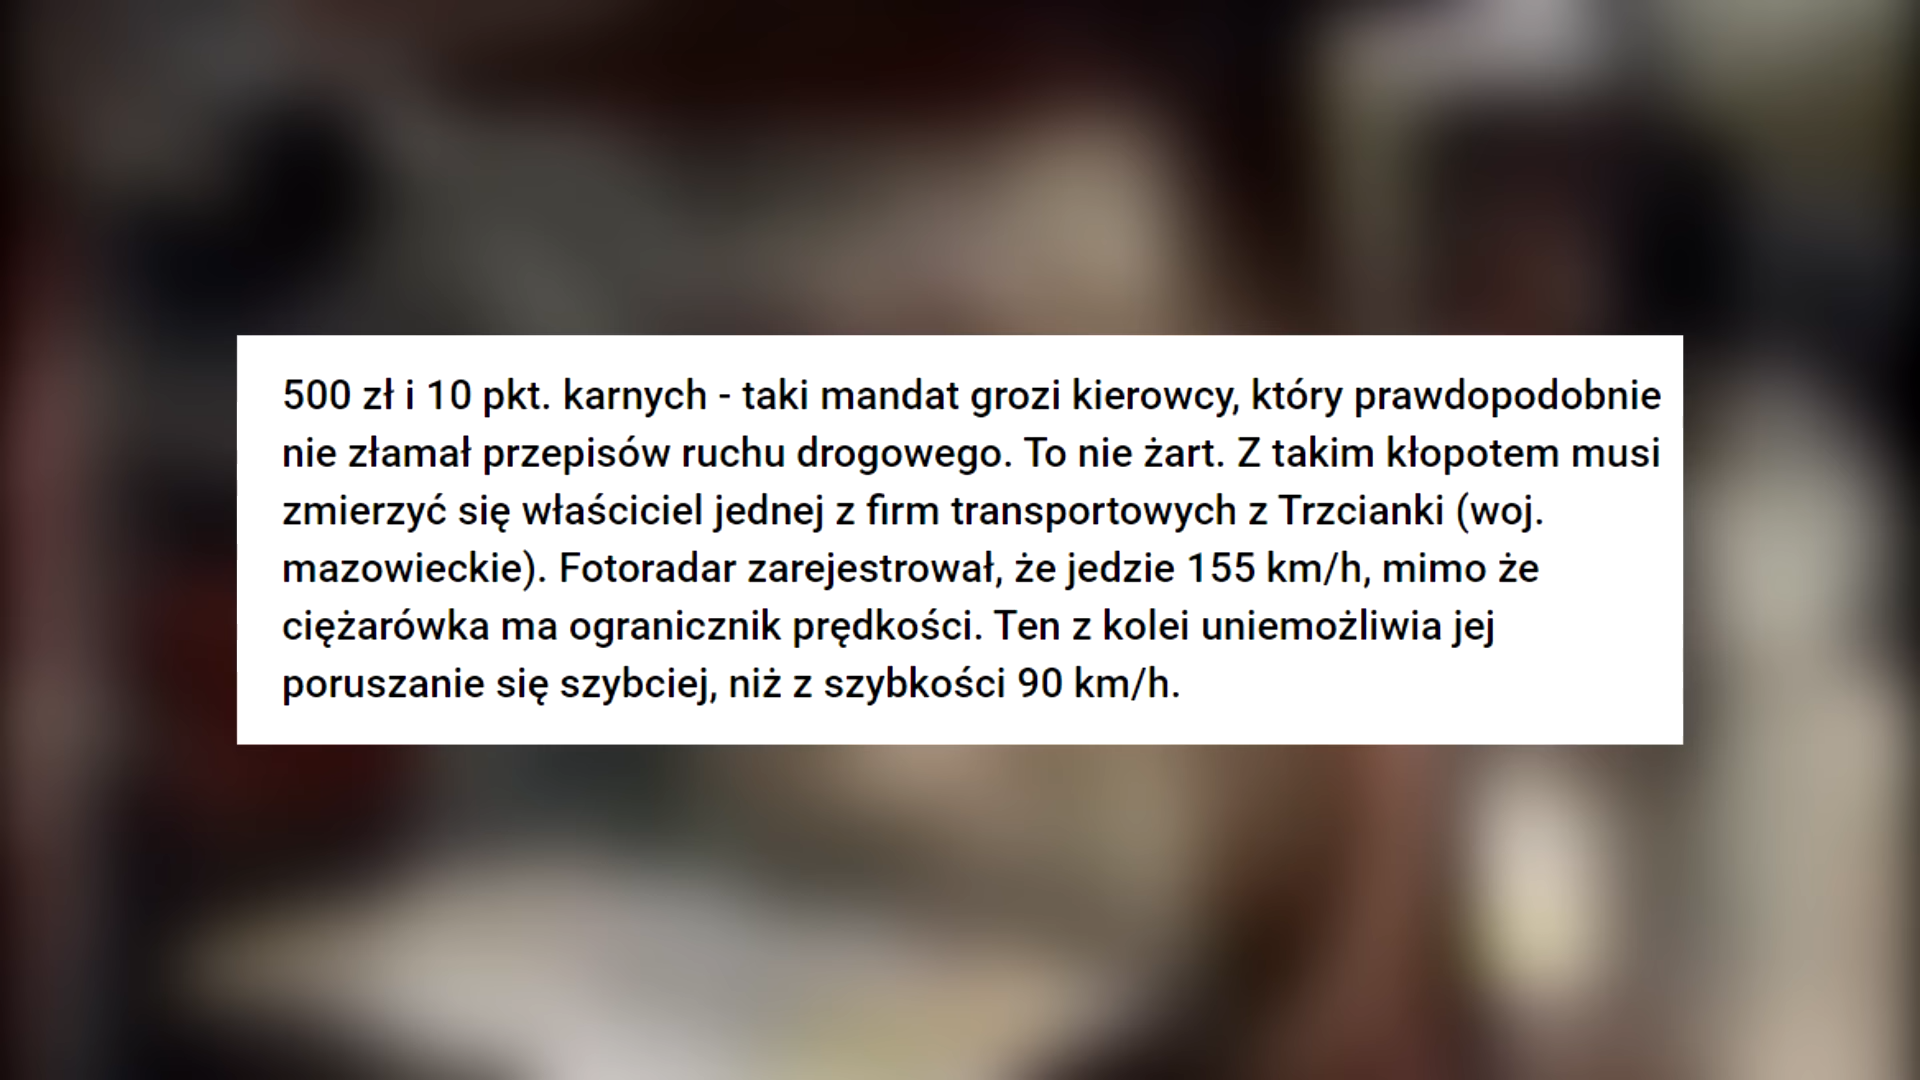 500 zł i 10 pkt. karnych - taki mandat grozi kierowcy, który prawdopodobnie
nie złamał przepisów ruchu drogowego. To nie żart. Z takim kłopotem musi
zmierzyć się właściciel jednej z firm transportowych z Trzcianki (woj.
mazowieckie). Fotoradar zarejestrował, że jedzie 155 km/h, mimo że
ciężarówka ma ogranicznik prędkości. Ten z kolei uniemożliwia jej
poruszanie się szybciej, niż z szybkości 90 km/h.